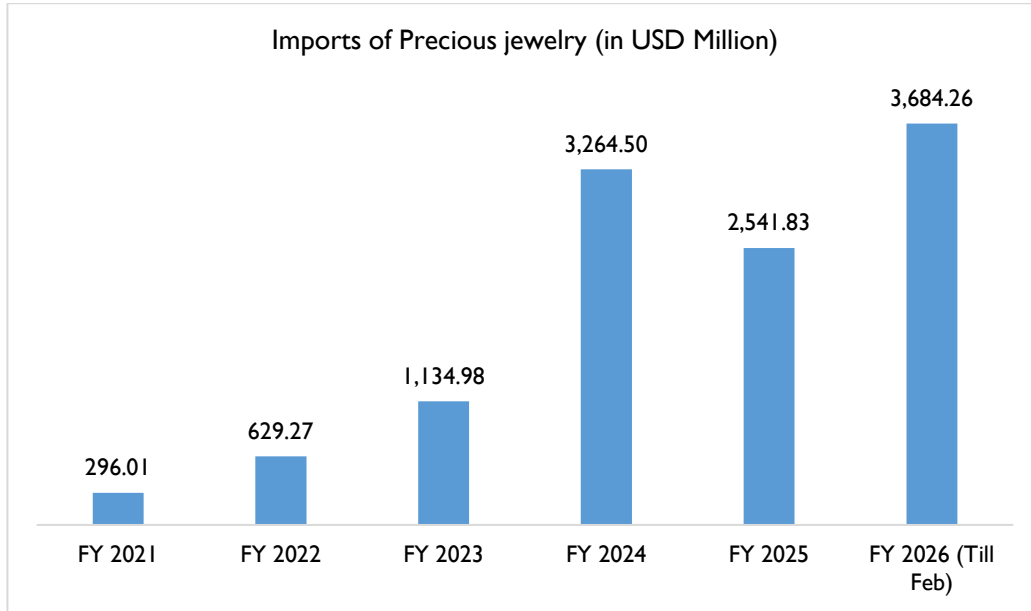 Imports of Precious jewelry (in USD Million)
3,684.26
3,264.50
2,541.83
1,134.98
629.27
296.01
FY 2021
FY 2022
FY 2023
FY 2024
FY 2025
FY 2026 (Till
Feb)